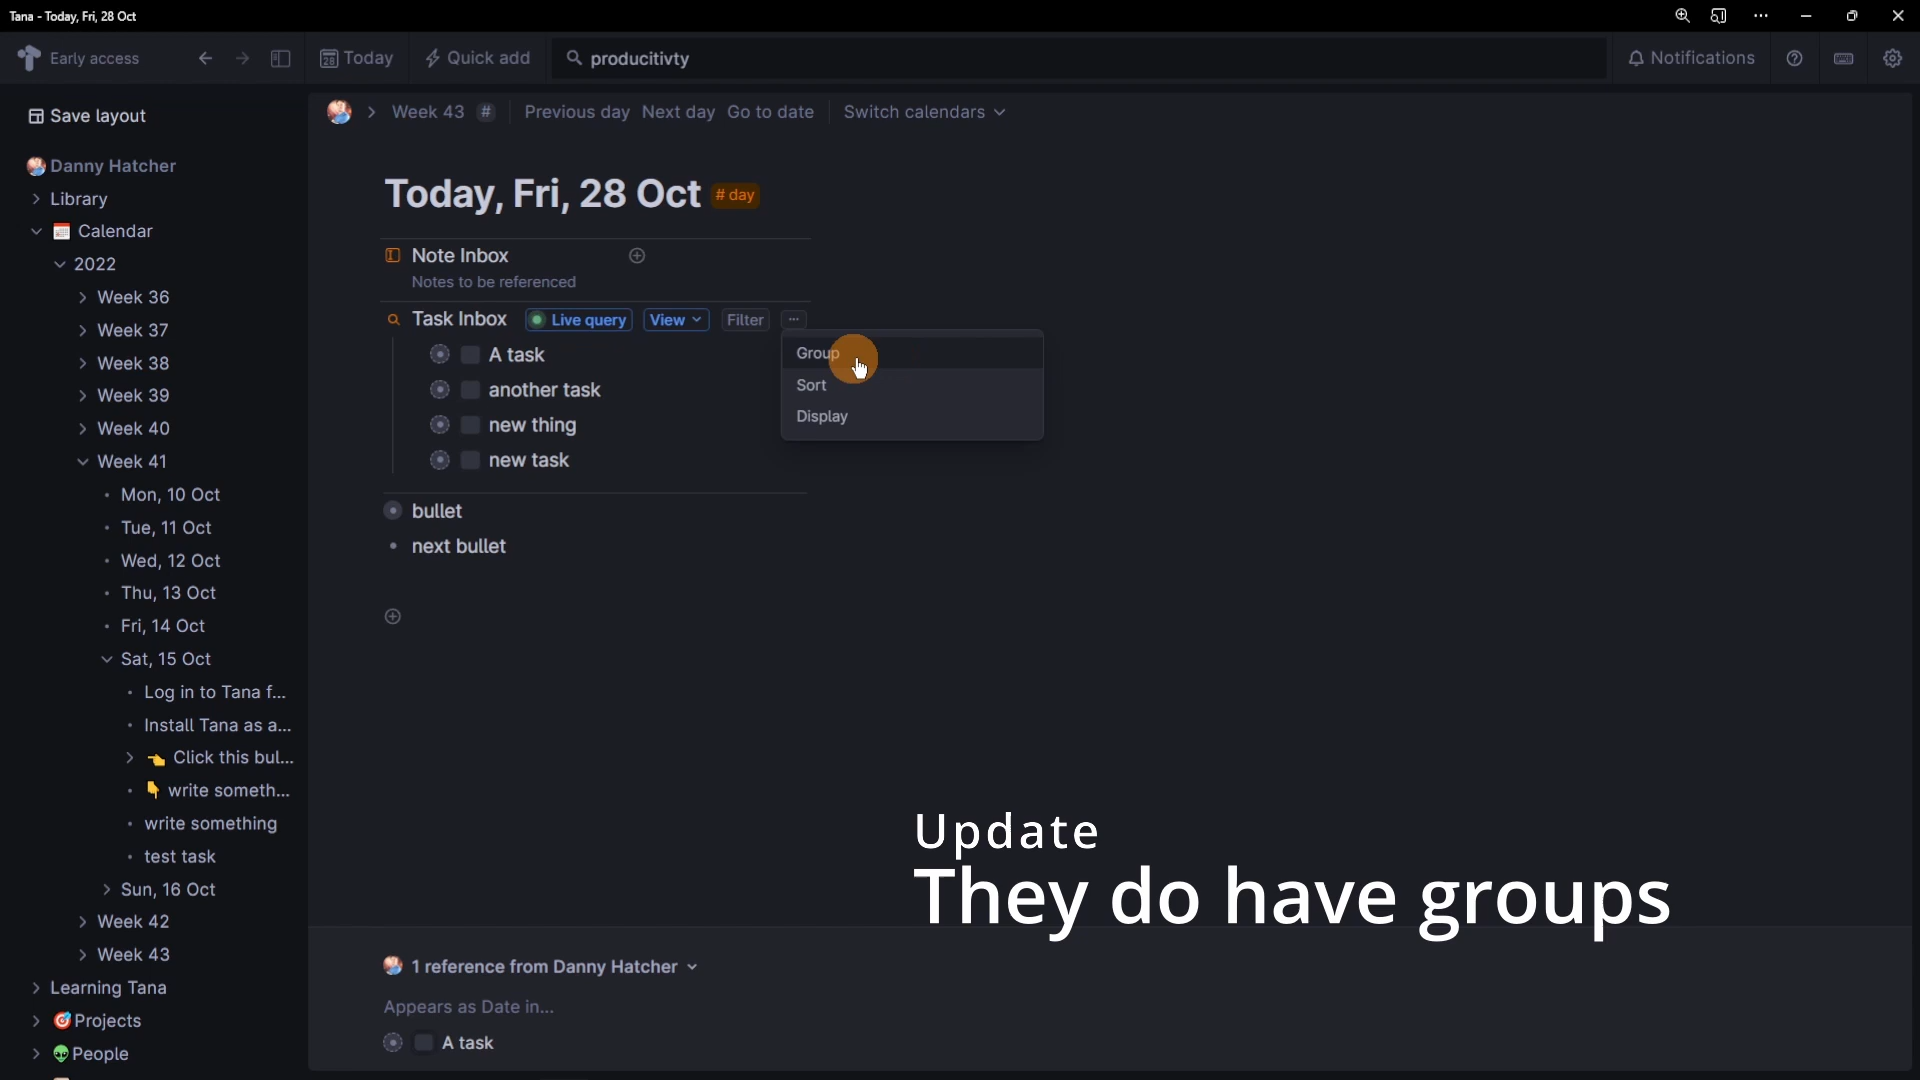 Tana - Today, Fri, 28 Oct
Early access
Today
Quick add
producitivty
Notifications
Save layout
Week 43 #
Previous day
Next day
Go to date
Switch calendars
Danny Hatcher
Library
Calendar
2022
Week 36
Week 37
Week 38
Week 39
Week 40
Week 41
Mon, 10 Oct
Tue, 11 Oct
Wed, 12 Oct
Thu, 13 Oct
Fri, 14 Oct
Sat, 15 Oct
Log in to Tana f...
Install Tana as a...
Click this bul...
write someth...
write something
test task
Sun, 16 Oct
Week 42
Week 43
Learning Tana
Projects
People
Today, Fri, 28 Oct # day
Note Inbox
Notes to be referenced
Task Inbox Live query View Filter ...
A task
another task
new thing
new task
Group
Sort
Display
bullet
next bullet
Update
They do have groups
1 reference from Danny Hatcher
Appears as Date in...
A task